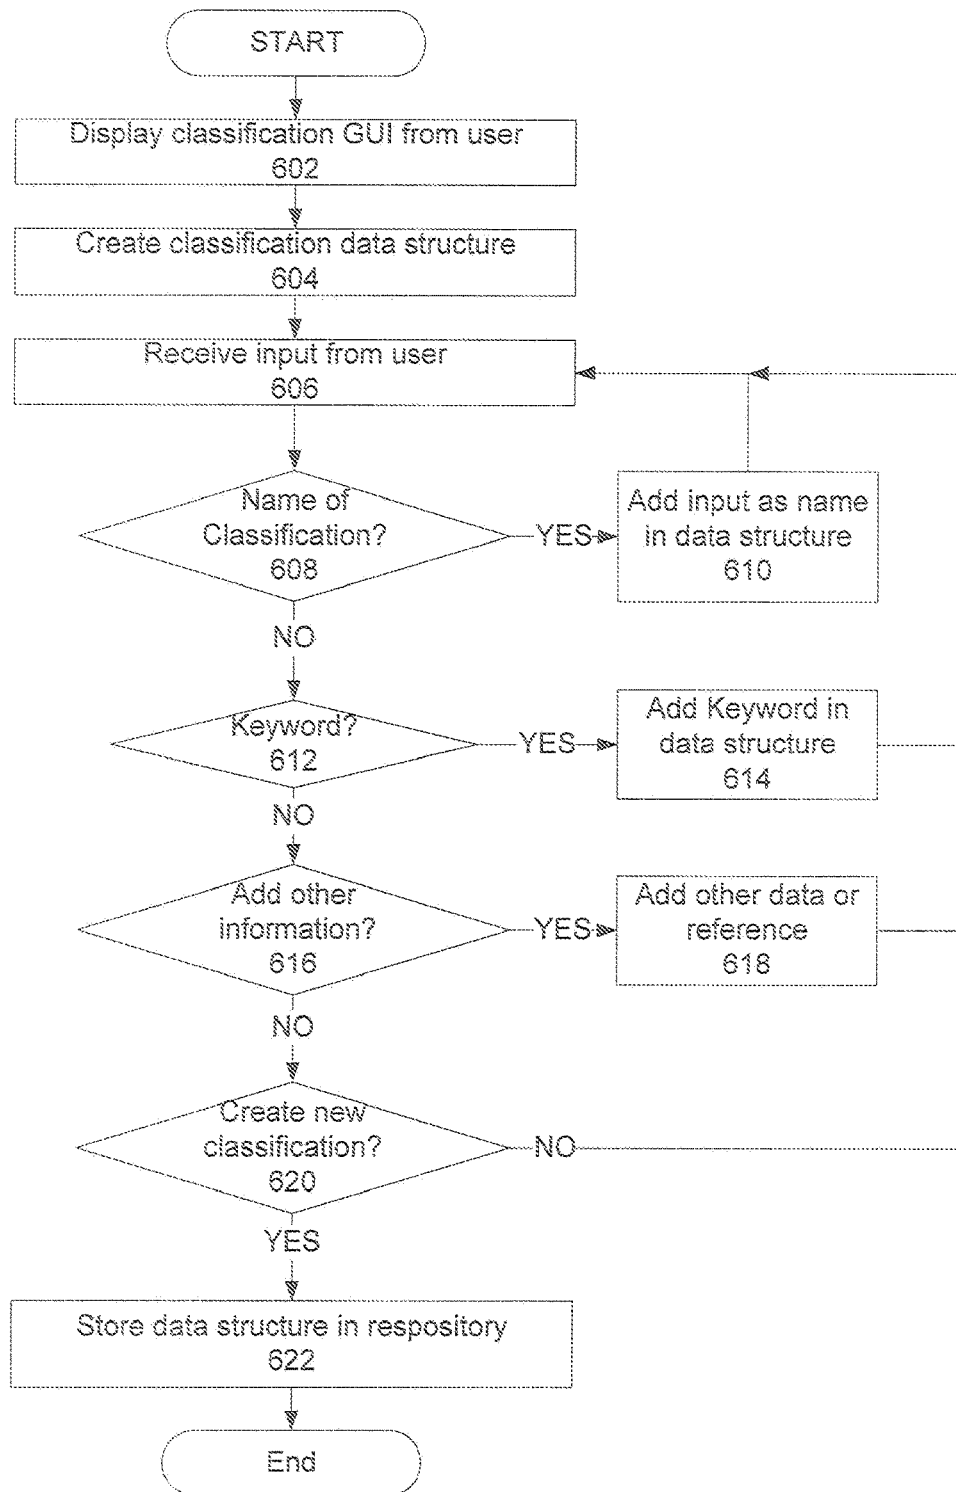 START
Display classification GUI from user
602
Create classification data structure
604
Receive input from user
606
Name of
Classification?
608
YES
Add input as name
in data structure
610
NO
Keyword?
612
YES
Add Keyword in
data structure
614
NO
Add other
information?
616
YES
Add other data or
reference
618
NO
Create new
classification?
620
NO
YES
Store data structure in respository
622
End